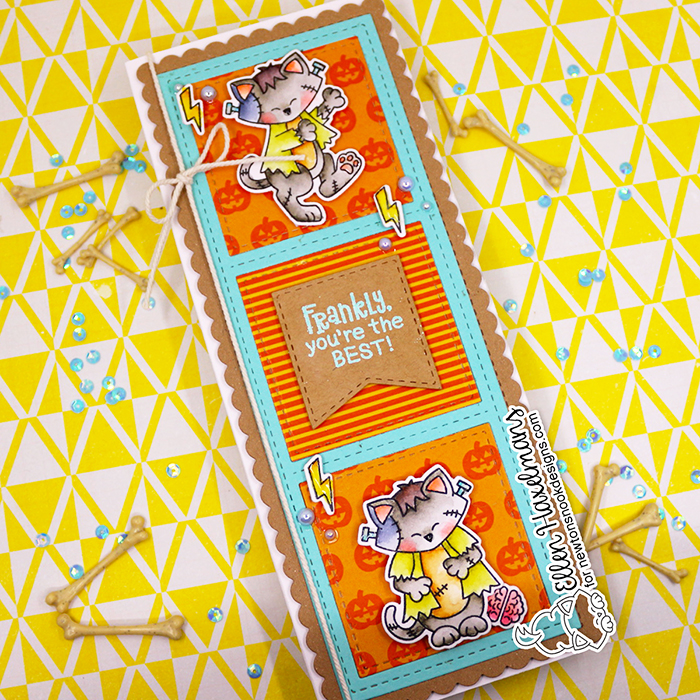 Frankly,
you're the
BEST!
Ellen Haxelmans
for newtonsnookdesigns.com